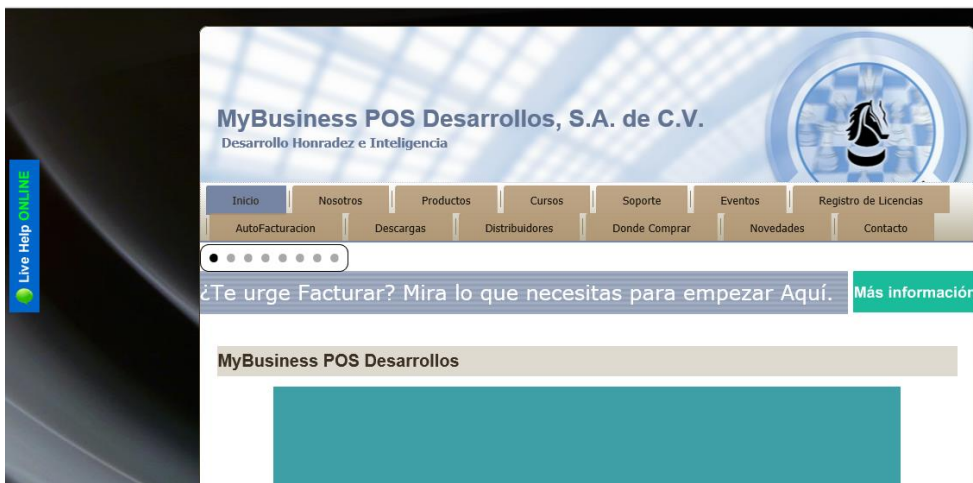 MyBusiness POS Desarrollos, S.A. de C.V.
Desarrollo Honradez e Inteligencia
Live Help ONLINE
Inicio Nosotros Productos Cursos Soporte Eventos Registro de Licencias
AutoFacturacion Descargas Distribuidores Donde Comprar Novedades Contacto
¿Te urge Facturar? Mira lo que necesitas para empezar Aquí. Más información
MyBusiness POS Desarrollos